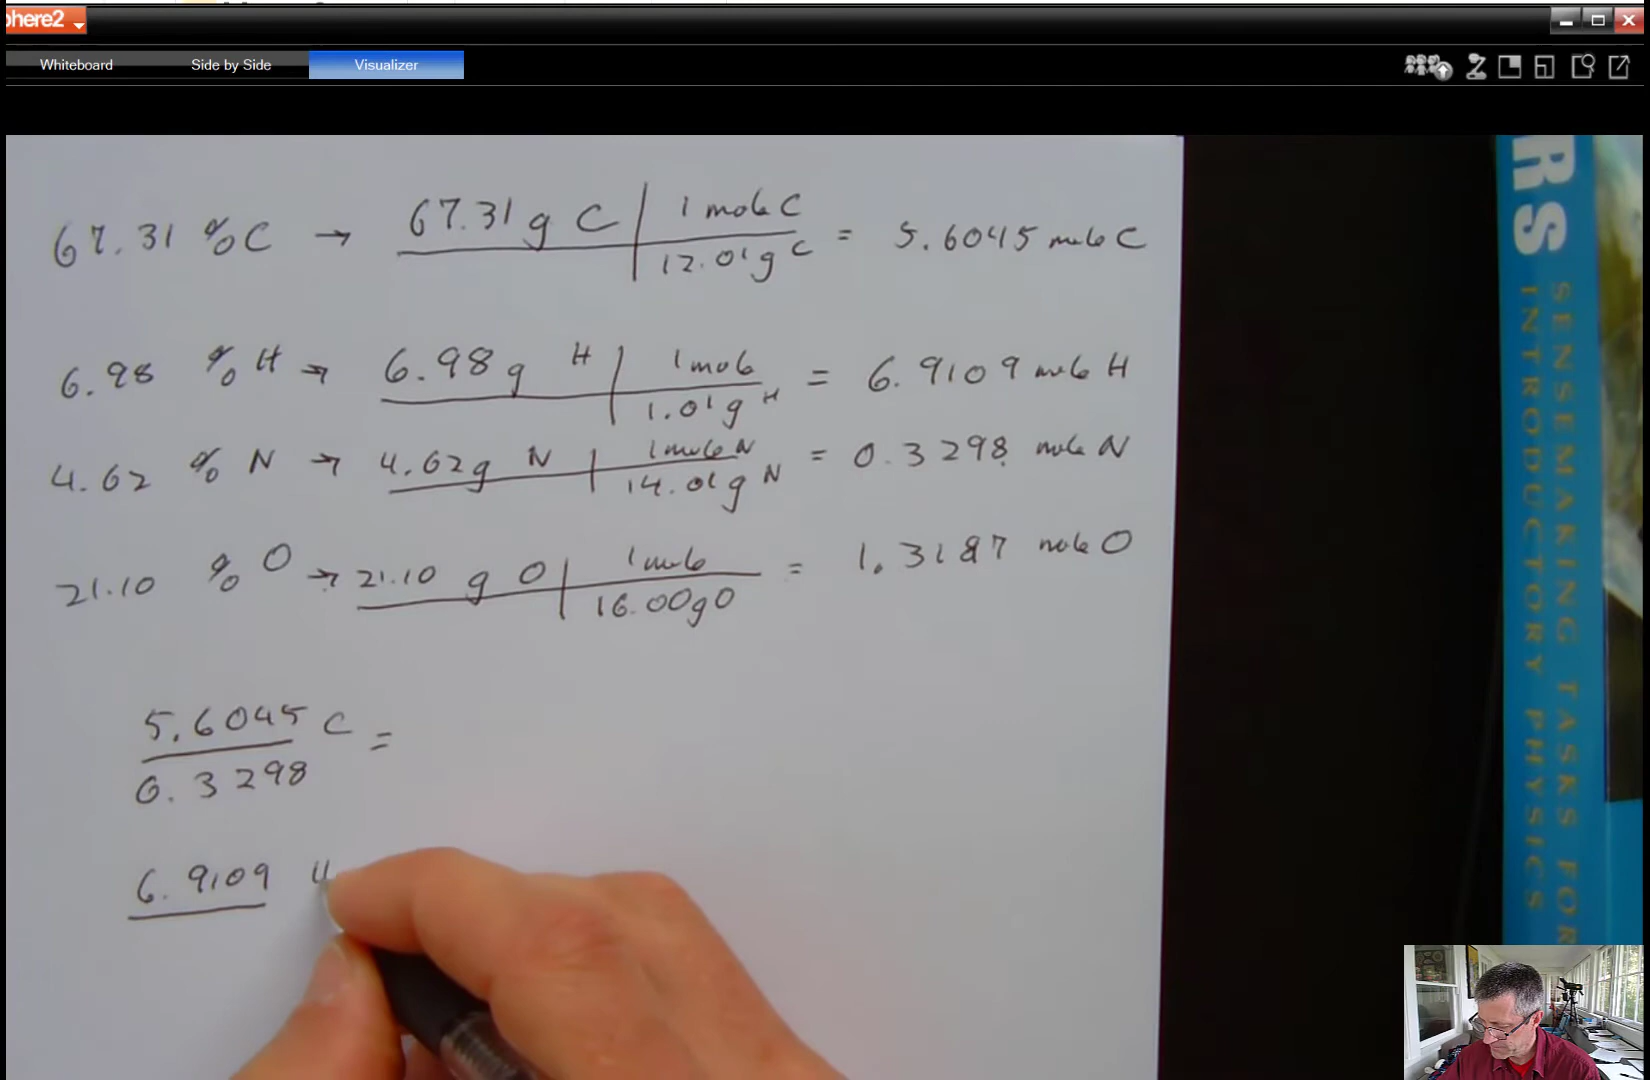 phere2
Whiteboard Side by Side Visualizer
67.31 % C → 67.31 g C | 1 mole C = 5.6045 mole C
12.01 g C
6.98 % H → 6.98 g H | 1 mole = 6.9109 mole H
1.01 g H
4.62 % N → 4.62 g N | 1 mole N = 0.3298 mole N
14.01 g N
21.10 % O → 21.10 g O | 1 mole = 1.3187 mole O
16.00 g O
5.6045 C =
0.3298
6.9109 H
RS
SENSEMAKING TASKS FOR
INTRODUCTORY PHYSICS